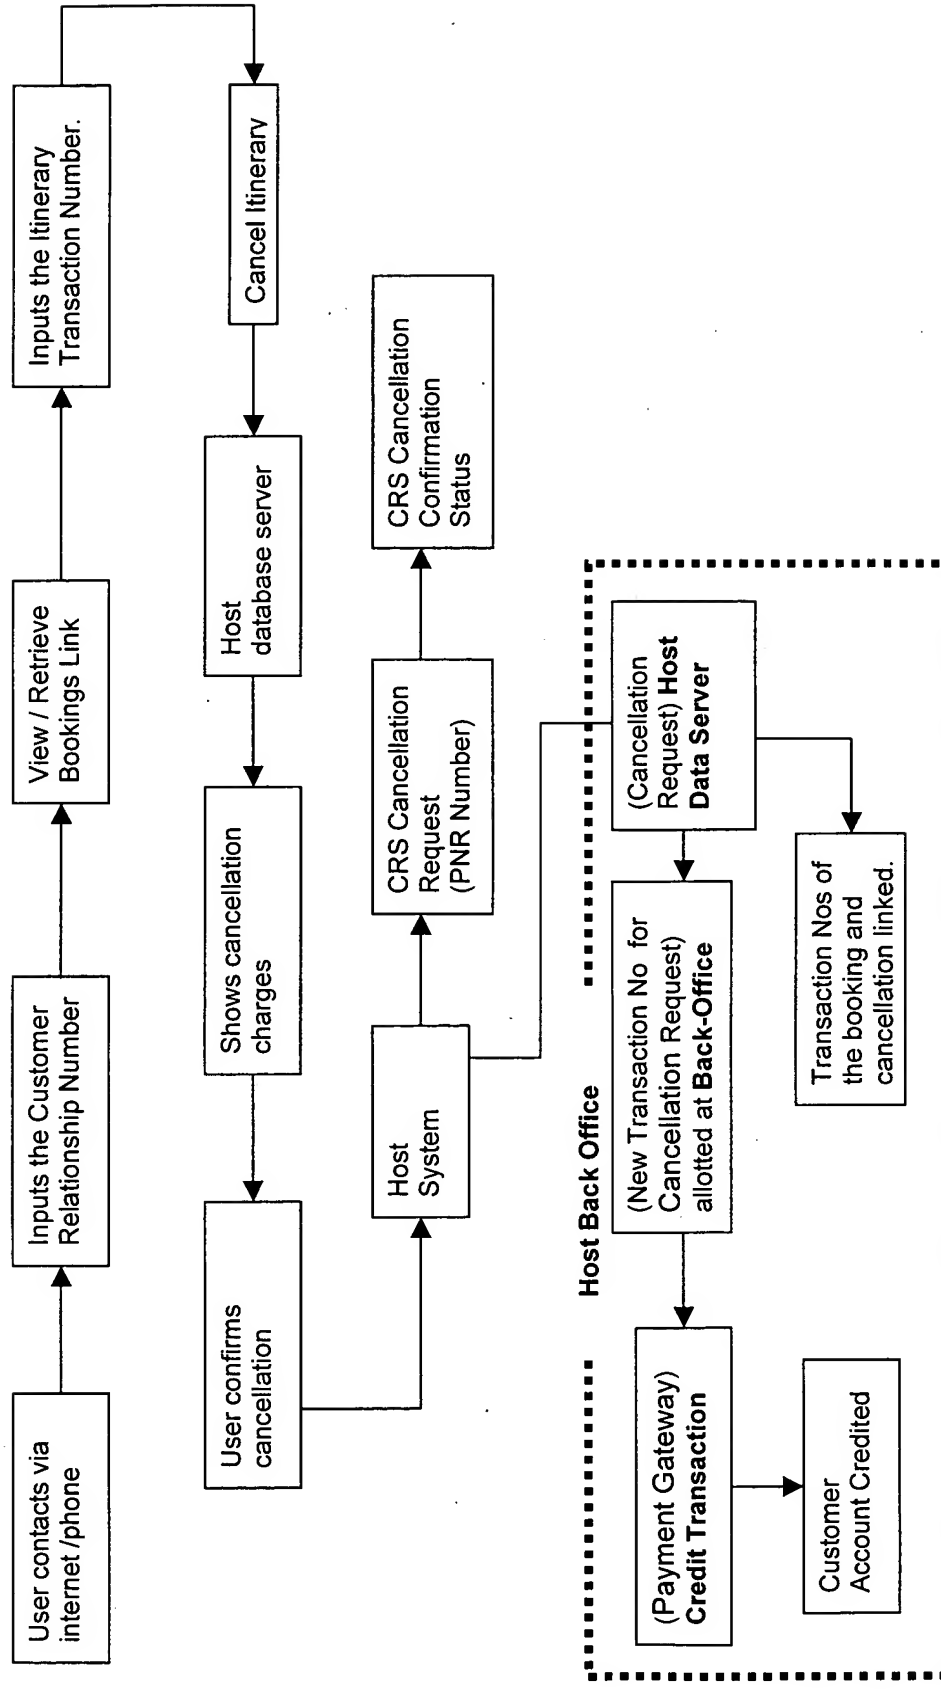 User contacts via
internet /phone
Inputs the Customer
Relationship Number
View / Retrieve
Bookings Link
Inputs the Itinerary
Transaction Number.
Cancel Itinerary
Host
database server
Shows cancellation
charges
User confirms
cancellation
Host
System
CRS Cancellation
Request
(PNR Number)
CRS Cancellation
Confirmation
Status
Host Back Office
(Cancellation
Request) Host
Data Server
(New Transaction No for
Cancellation Request)
allotted at Back-Office
(Payment Gateway)
Credit Transaction
Customer
Account Credited
Transaction Nos of
the booking and
cancellation linked.